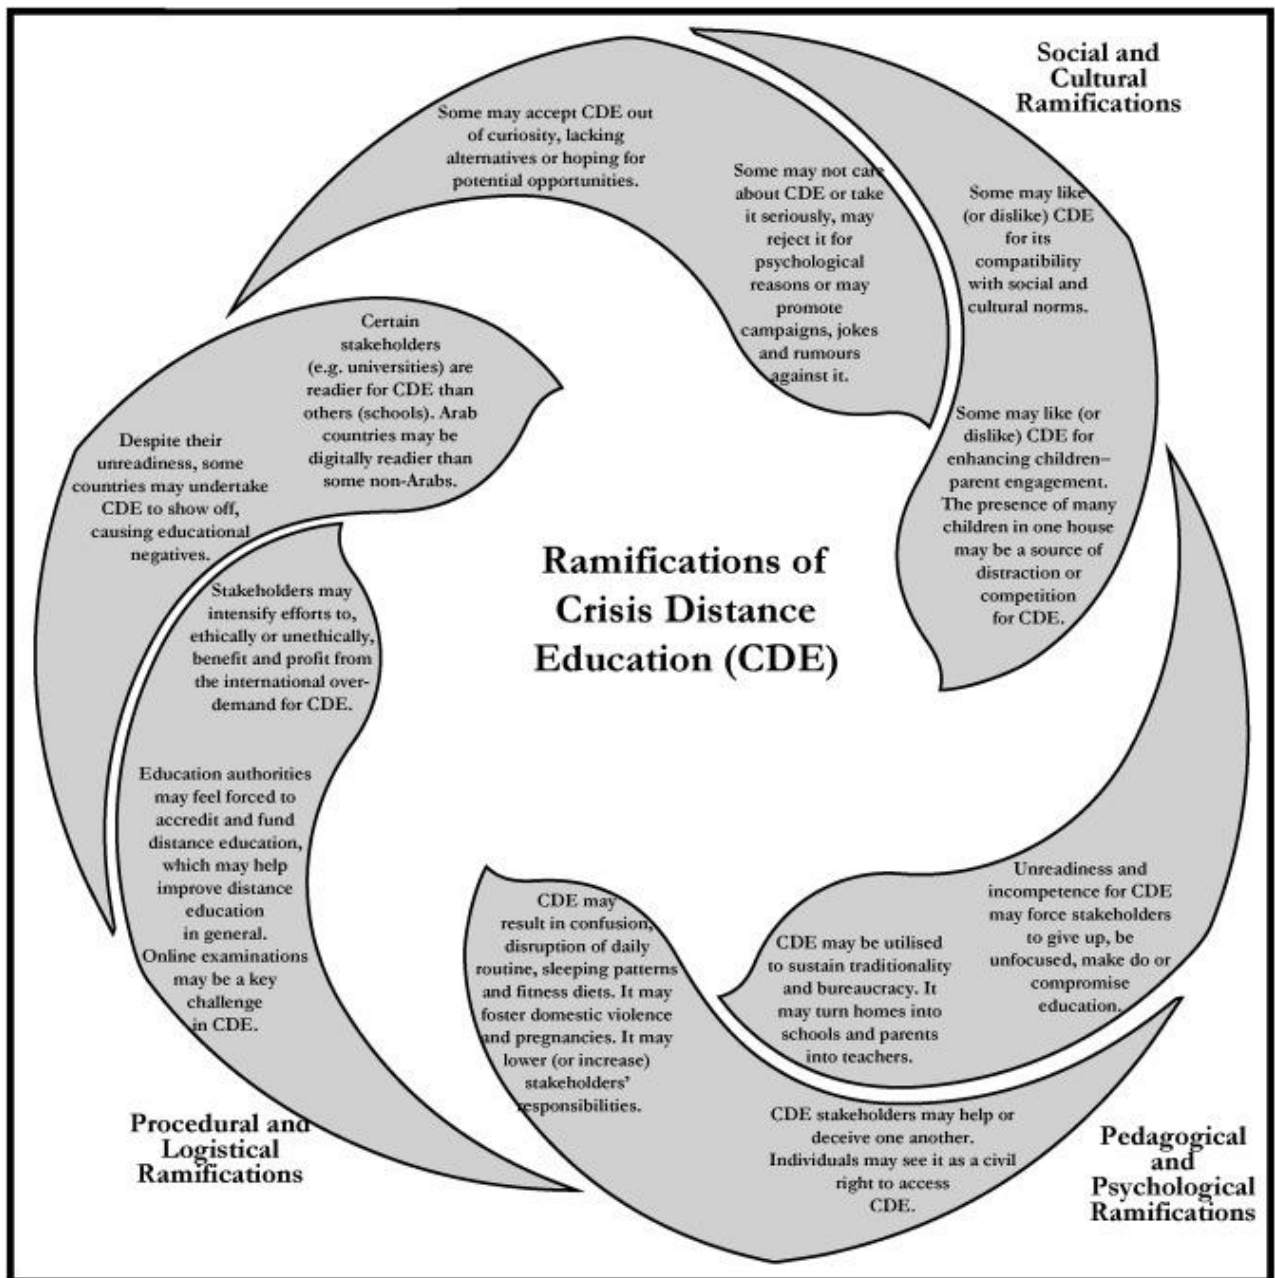 Social and
Cultural
Ramifications
Some may accept CDE out
of curiosity, lacking
alternatives or hoping for
potential opportunities.
Some may not care
about CDE or take
it seriously, may
reject it for
psychological
reasons or may
promote
campaigns, jokes
and rumours
against it.
Some may like
(or dislike) CDE
for its
compatibility
with social and
cultural norms.
Some may like (or
dislike) CDE for
enhancing children–
parent engagement.
The presence of many
children in one house
may be a source of
distraction or
competition
for CDE.
Certain
stakeholders
(e.g. universities) are
readier for CDE than
others (schools). Arab
countries may be
digitally readier than
some non-Arabs.
Despite their
unreadiness, some
countries may undertake
CDE to show off,
causing educational
negatives.
Ramifications of
Crisis Distance
Education (CDE)
Stakeholders may
intensify efforts to,
ethically or unethically,
benefit and profit from
the international over-
demand for CDE.
Education authorities
may feel forced to
accredit and fund
distance education,
which may help
improve distance
education
in general.
Online examinations
may be a key
challenge
in CDE.
CDE may
result in confusion,
disruption of daily
routine, sleeping patterns
and fitness diets. It may
foster domestic violence
and pregnancies. It may
lower (or increase)
stakeholders’
responsibilities.
CDE may be utilised
to sustain traditionality
and bureaucracy. It
may turn homes into
schools and parents
into teachers.
Unreadiness and
incompetence for CDE
may force stakeholders
to give up, be
unfocused, make do or
compromise
education.
CDE stakeholders may help or
deceive one another.
Individuals may see it as a civil
right to access
CDE.
Procedural and
Logistical
Ramifications
Pedagogical
and
Psychological
Ramifications